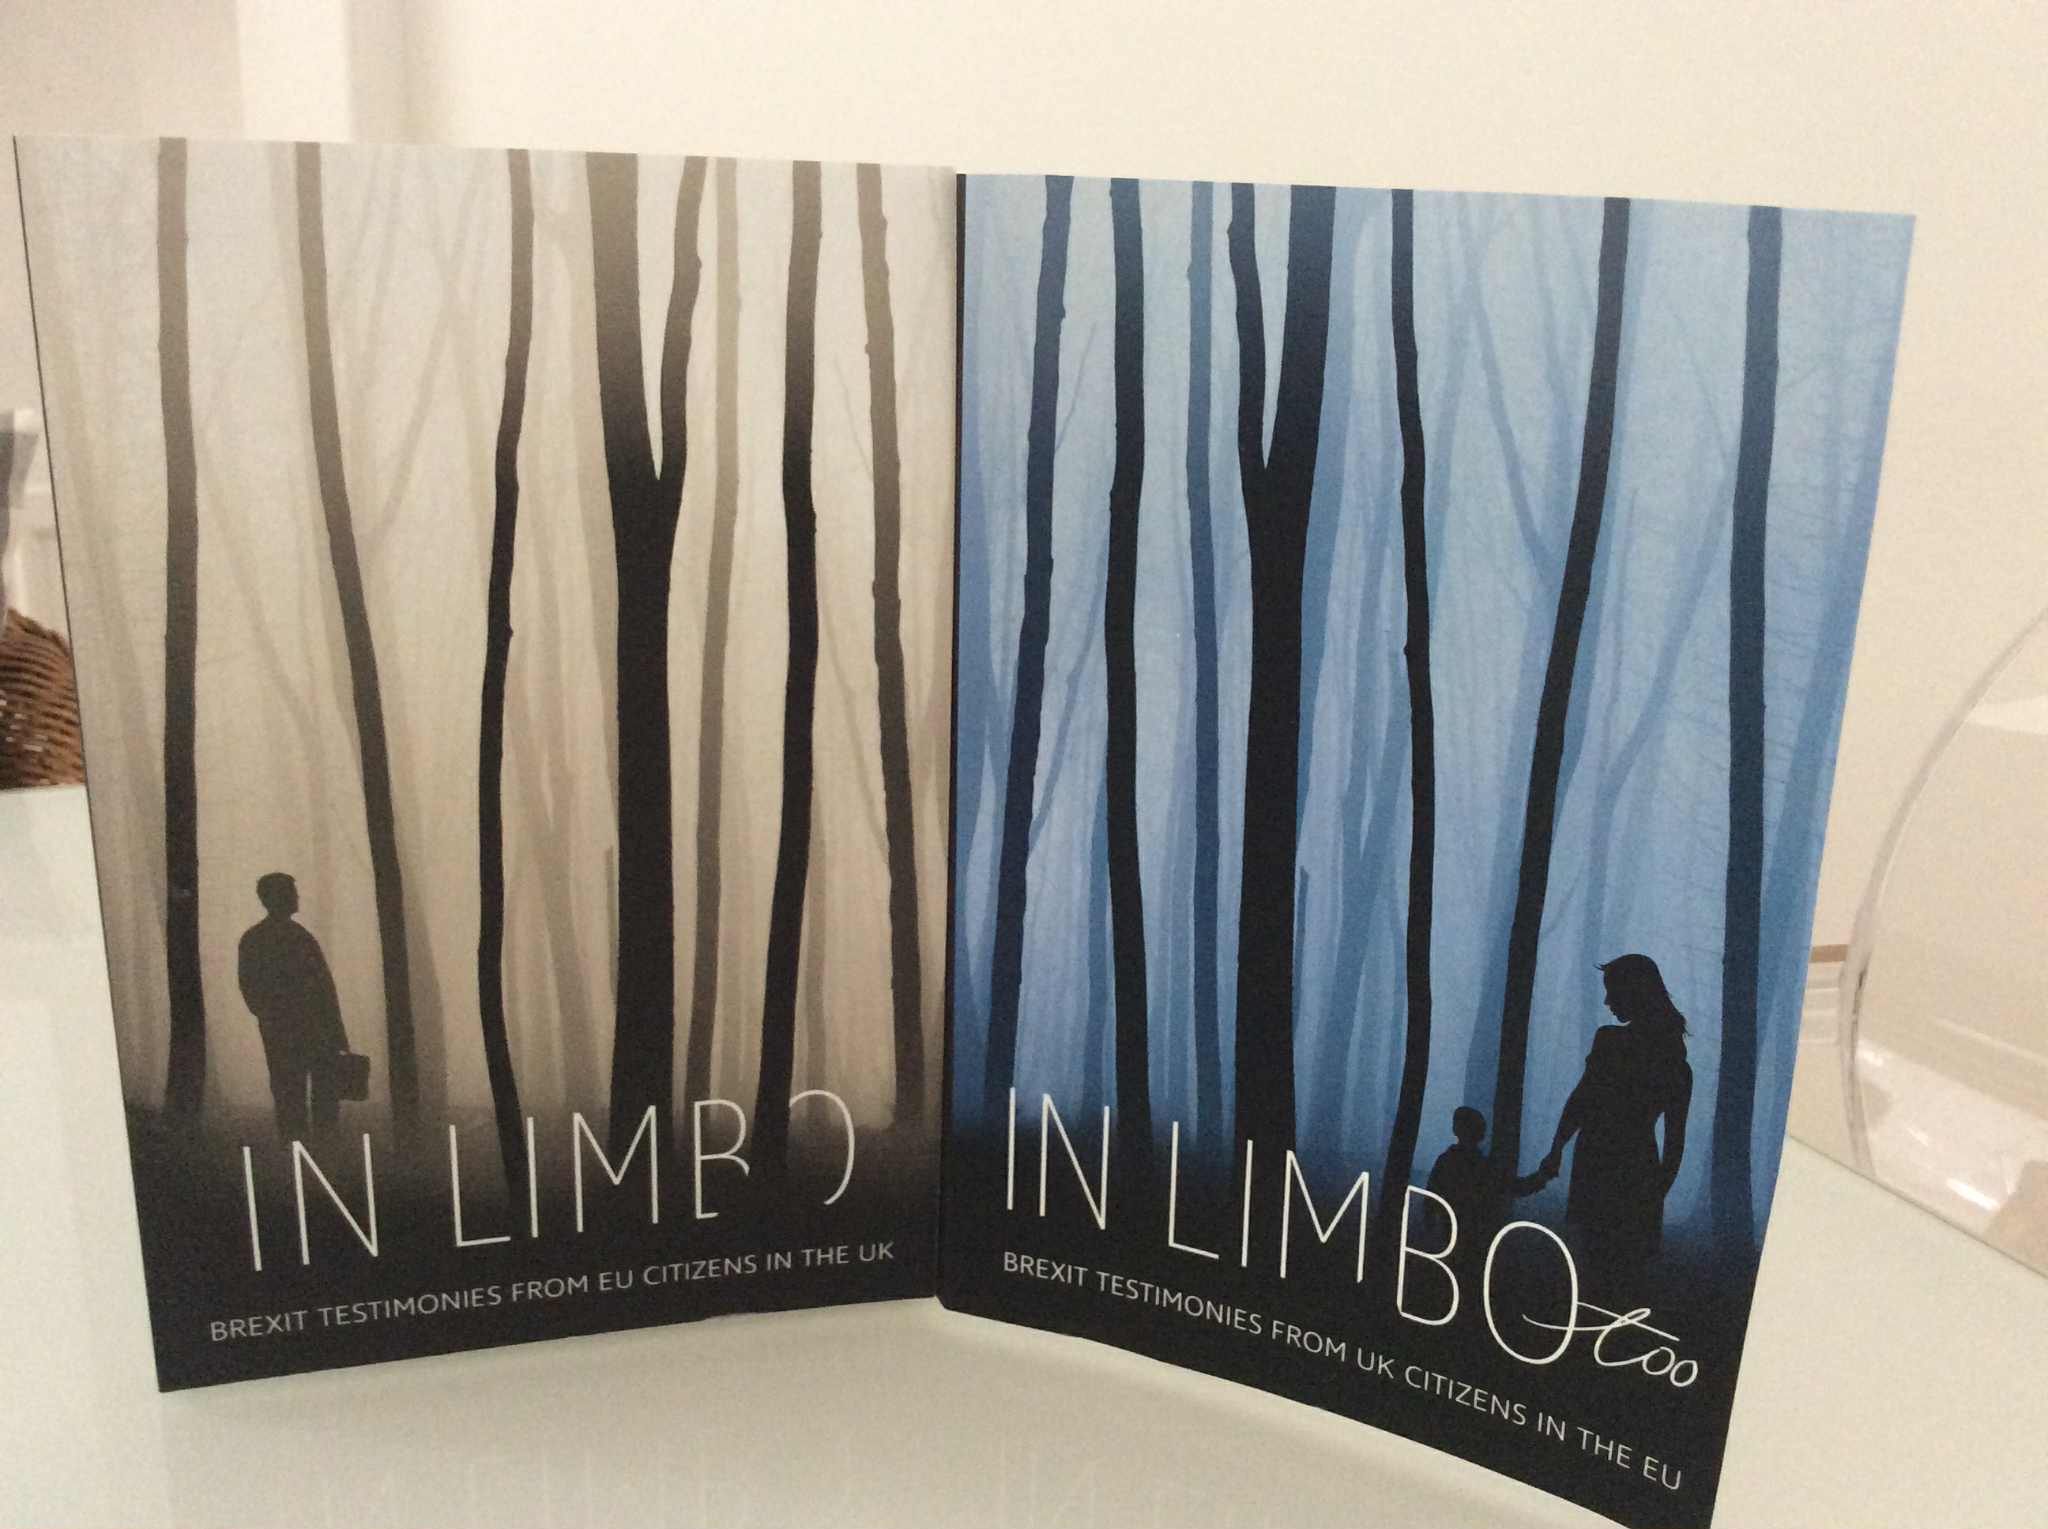 IN LIMBO
BREXIT TESTIMONIES FROM EU CITIZENS IN THE UK
IN LIMBO too
BREXIT TESTIMONIES FROM UK CITIZENS IN THE EU